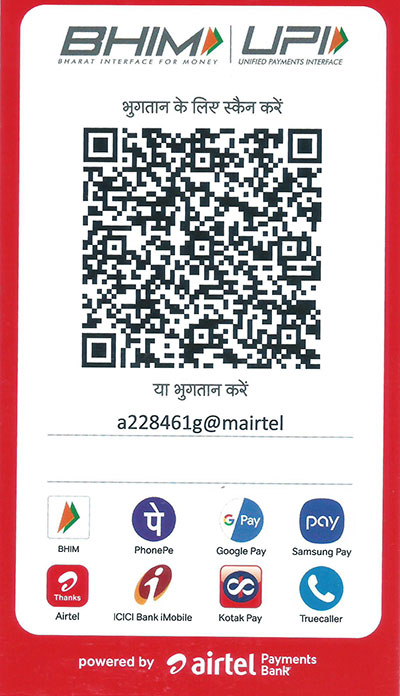 BHIM UPI
BHARAT INTERFACE FOR MONEY UNIFIED PAYMENTS INTERFACE
भुगतान के लिए स्कैन करें
या भुगतान करें
a228461g@mairtel
पे G Pay pay
BHIM PhonePe Google Pay Samsung Pay
Thanks
Airtel iCICI Bank iMobile Kotak Pay Truecaller
powered by airtel Payments Bank